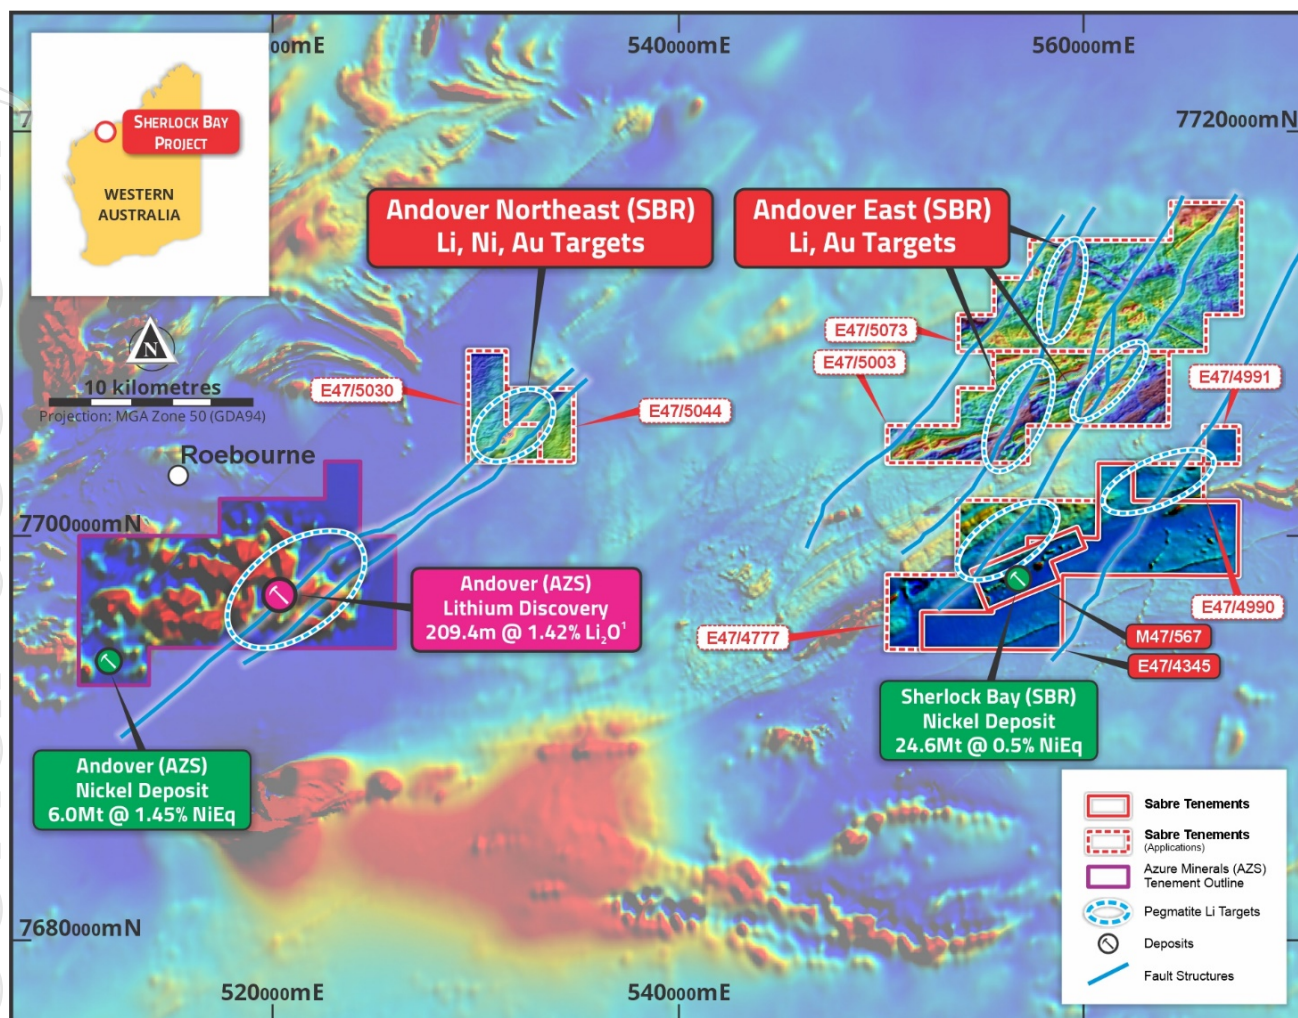 000mE
540000mE
560000mE
7720000mN
SHERLOCK BAY
PROJECT
WESTERN
AUSTRALIA
Andover Northeast (SBR)
Li, Ni, Au Targets
Andover East (SBR)
Li, Au Targets
N
10 kilometres
Projection: MGA Zone 50 (GDA94)
E47/5030
E47/5044
E47/5073
E47/5003
E47/4991
Roebourne
7700000mN
Andover (AZS)
Lithium Discovery
209.4m @ 1.42% Li₂O¹
E47/4777
E47/4990
M47/567
E47/4345
Sherlock Bay (SBR)
Nickel Deposit
24.6Mt @ 0.5% NiEq
Andover (AZS)
Nickel Deposit
6.0Mt @ 1.45% NiEq
Sabre Tenements
Sabre Tenements
(Applications)
Azure Minerals (AZS)
Tenement Outline
Pegmatite Li Targets
Deposits
Fault Structures
7680000mN
520000mE
540000mE
560000mE